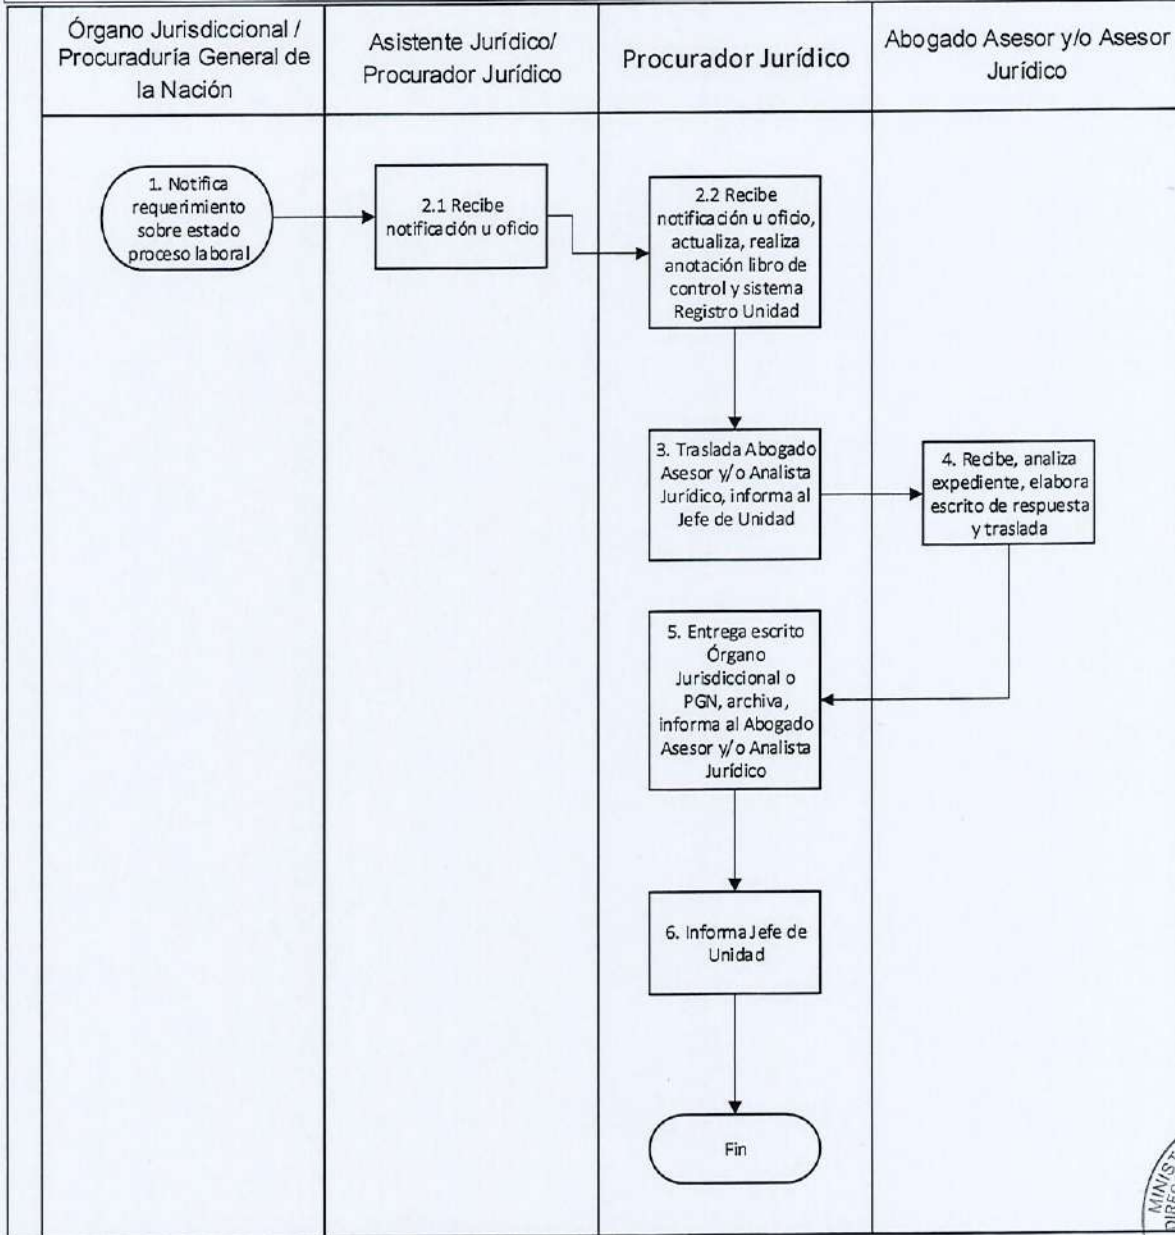 Órgano Jurisdiccional /
Procuraduría General de
la Nación
Asistente Jurídico/
Procurador Jurídico
Procurador Jurídico
Abogado Asesor y/o Asesor
Jurídico
1. Notifica
requerimiento
sobre estado
proceso laboral
2.1 Recibe
notificación u oficio
2.2 Recibe
notificación u oficio,
actualiza, realiza
anotación libro de
control y sistema
Registro Unidad
3. Traslada Abogado
Asesor y/o Analista
Jurídico, informa al
Jefe de Unidad
4. Recibe, analiza
expediente, elabora
escrito de respuesta
y traslada
5. Entrega escrito
Órgano
Jurisdiccional o
PGN, archiva,
informa al Abogado
Asesor y/o Analista
Jurídico
6. Informa Jefe de
Unidad
Fin